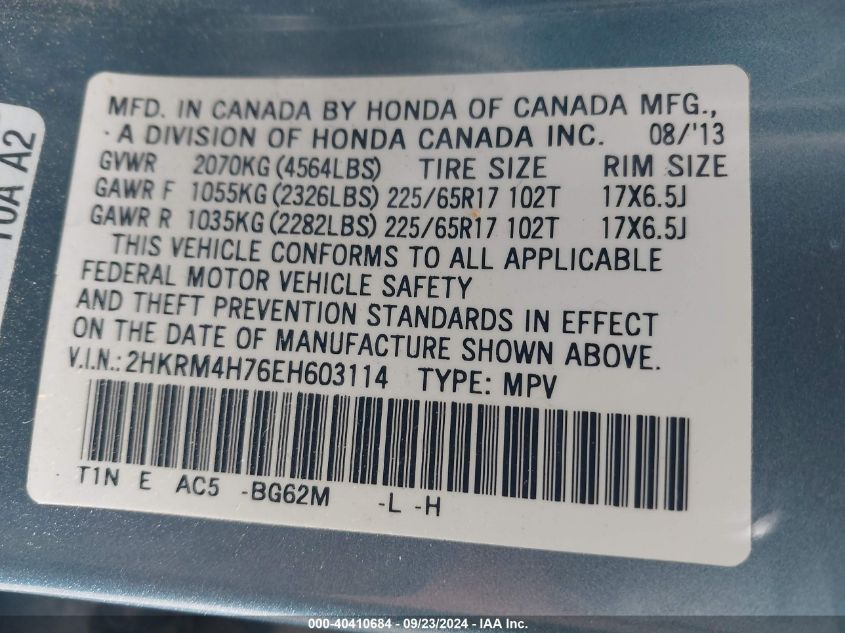 10A A2
MFD. IN CANADA BY HONDA OF CANADA MFG.,
A DIVISION OF HONDA CANADA INC. 08/'13
GVWR 2070KG (4564LBS) TIRE SIZE RIM SIZE
GAWR F 1055KG (2326LBS) 225/65R17 102T 17X6.5J
GAWR R 1035KG (2282LBS) 225/65R17 102T 17X6.5J
THIS VEHICLE CONFORMS TO ALL APPLICABLE
FEDERAL MOTOR VEHICLE SAFETY
AND THEFT PREVENTION STANDARDS IN EFFECT
ON THE DATE OF MANUFACTURE SHOWN ABOVE.
V.I.N.: 2HKRM4H76EH603114 TYPE: MPV
T1N E AC5 -BG62M -L -H
000-40410684 - 09/23/2024 - IAA Inc.